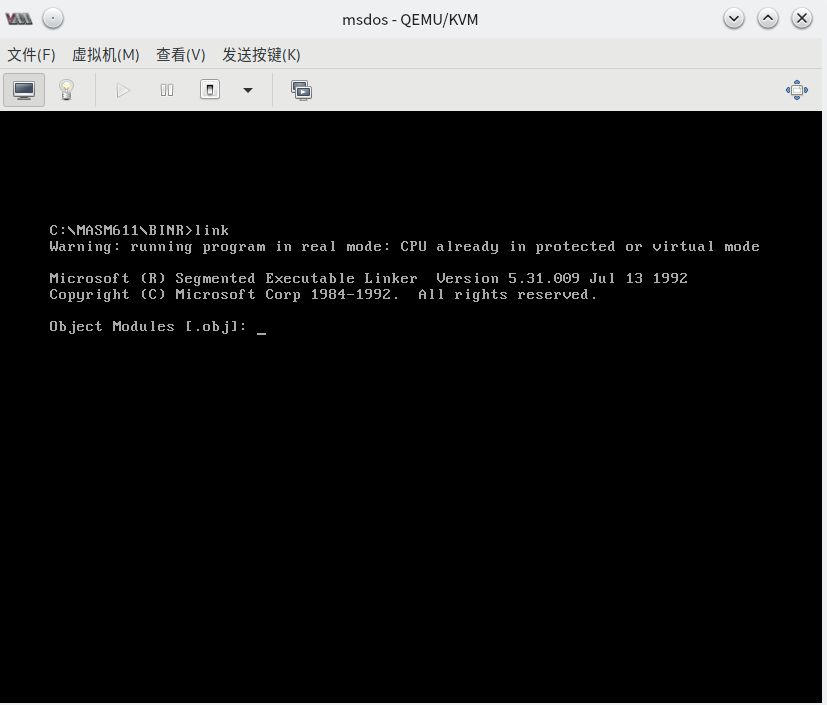 msdos - QEMU/KVM
文件(F) 虚拟机(M) 查看(V) 发送按键(K)
C:\MASM611\BINR>link
Warning: running program in real mode: CPU already in protected or virtual mode
Microsoft (R) Segmented Executable Linker  Version 5.31.009 Jul 13 1992
Copyright (C) Microsoft Corp 1984-1992.  All rights reserved.
Object Modules [.obj]: _